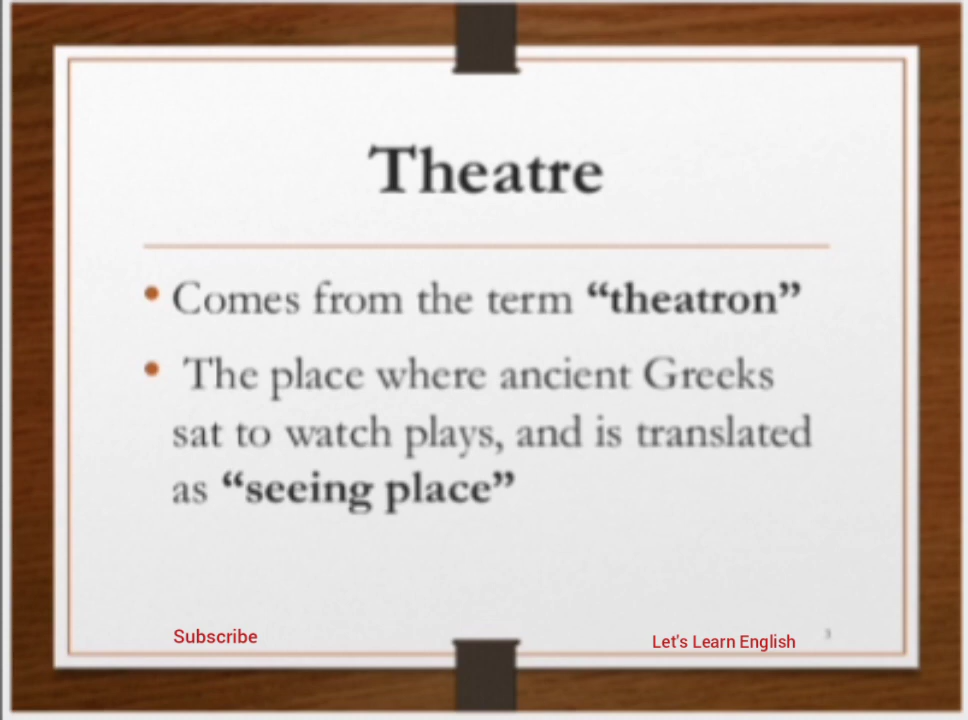 Theatre
• Comes from the term “theatron”
• The place where ancient Greeks
sat to watch plays, and is translated
as “seeing place”
Subscribe
Let's Learn English
3